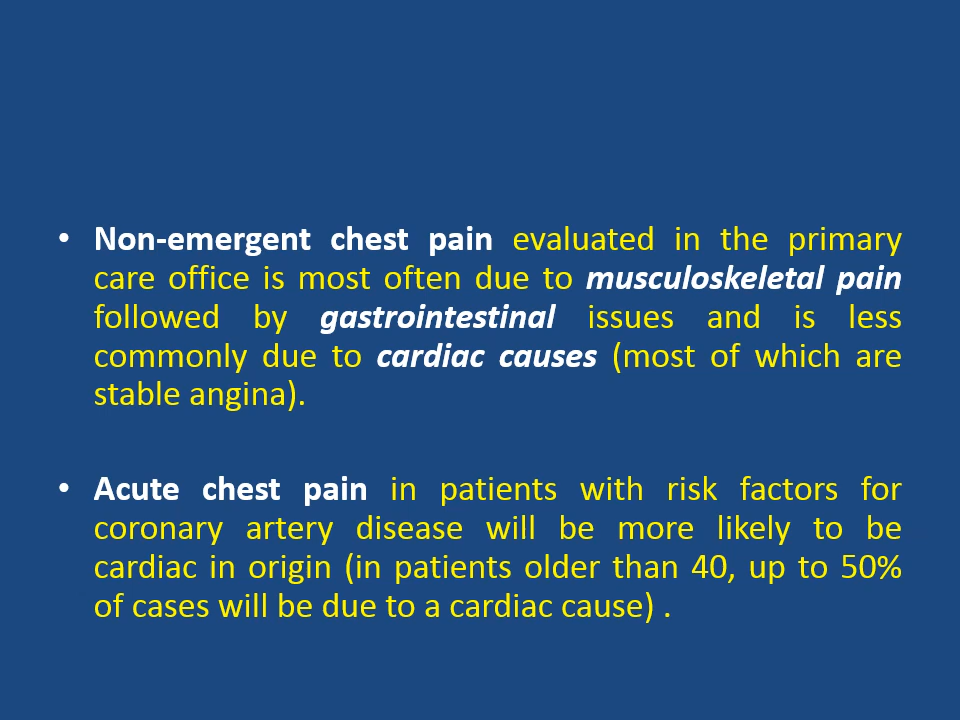 • Non-emergent chest pain evaluated in the primary
care office is most often due to musculoskeletal pain
followed by gastrointestinal issues and is less
commonly due to cardiac causes (most of which are
stable angina).
• Acute chest pain in patients with risk factors for
coronary artery disease will be more likely to be
cardiac in origin (in patients older than 40, up to 50%
of cases will be due to a cardiac cause) .